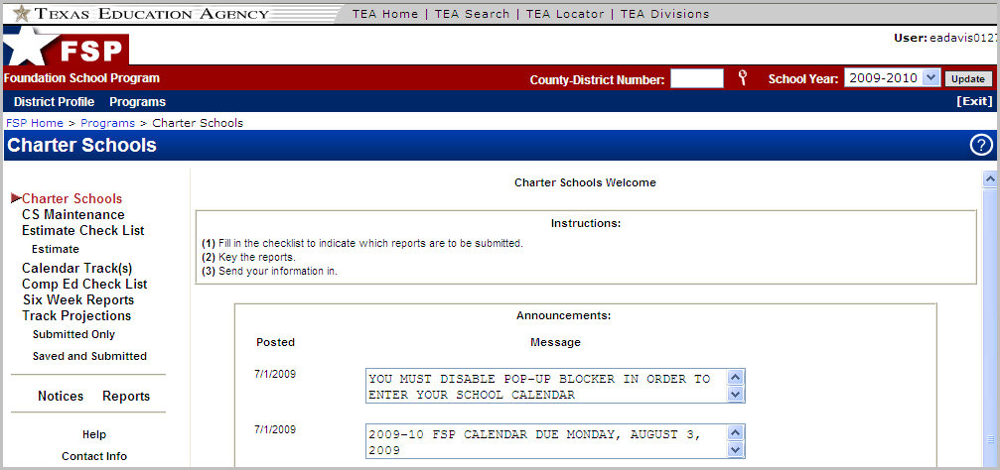 TEXAS EDUCATION AGENCY TEA Home | TEA Search | TEA Locator | TEA Divisions
User: eadavis0127
FSP
Foundation School Program County-District Number: School Year: 2009-2010 Update
District Profile Programs [Exit]
FSP Home > Programs > Charter Schools
Charter Schools ?
Charter Schools
CS Maintenance
Estimate Check List
Estimate
Calendar Track(s)
Comp Ed Check List
Six Week Reports
Track Projections
Submitted Only
Saved and Submitted
Notices Reports
Help
Contact Info
Charter Schools Welcome
Instructions:
(1) Fill in the checklist to indicate which reports are to be submitted.
(2) Key the reports.
(3) Send your information in.
Announcements:
Posted Message
7/1/2009
YOU MUST DISABLE POP-UP BLOCKER IN ORDER TO
ENTER YOUR SCHOOL CALENDAR
7/1/2009
2009-10 FSP CALENDAR DUE MONDAY, AUGUST 3,
2009